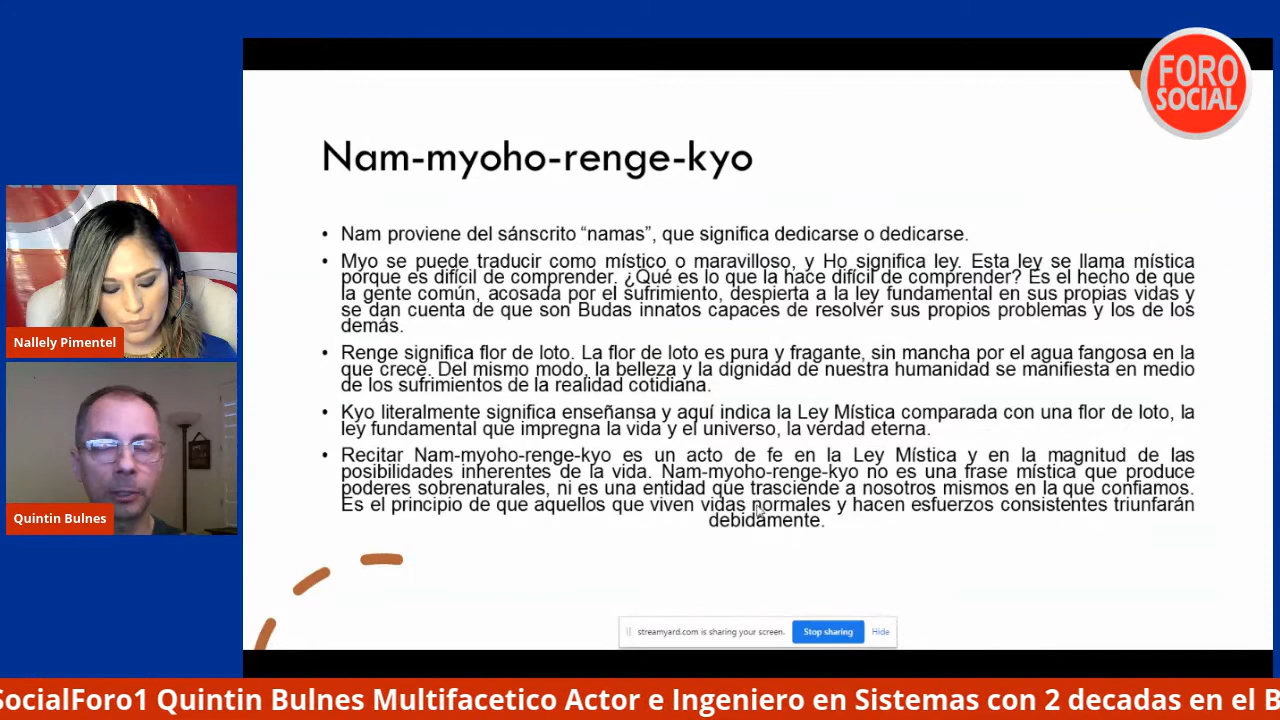 FORO
SOCIAL
Nam-myoho-renge-kyo
• Nam proviene del sánscrito “namas”, que significa dedicarse o dedicarse.
• Myo se puede traducir como místico o maravilloso, y Ho significa ley. Esta ley se llama mística
porque es difícil de comprender. ¿Qué es lo que la hace difícil de comprender? Es el hecho de que
la gente común, acosada por el sufrimiento, despierta a la ley fundamental en sus propias vidas y
se dan cuenta de que son Budas innatos capaces de resolver sus propios problemas y los de los
demás.
• Renge significa flor de loto. La flor de loto es pura y fragante, sin mancha por el agua fangosa en la
que crece. Del mismo modo, la belleza y la dignidad de nuestra humanidad se manifiesta en medio
de los sufrimientos de la realidad cotidiana.
• Kyo literalmente significa enseñansa y aquí indica la Ley Mística comparada con una flor de loto, la
ley fundamental que impregna la vida y el universo, la verdad eterna.
• Recitar Nam-myoho-renge-kyo es un acto de fe en la Ley Mística y en la magnitud de las
posibilidades inherentes de la vida. Nam-myoho-renge-kyo no es una frase mística que produce
poderes sobrenaturales, ni es una entidad que trasciende a nosotros mismos en la que confiamos.
Es el principio de que aquellos que viven vidas normales y hacen esfuerzos consistentes triunfarán
debidamente.
Nallely Pimentel
Quintin Bulnes
streamyard.com is sharing your screen.
Stop sharing
Hide
SocialForo1 Quintin Bulnes Multifacetico Actor e Ingeniero en Sistemas con 2 decadas en el B